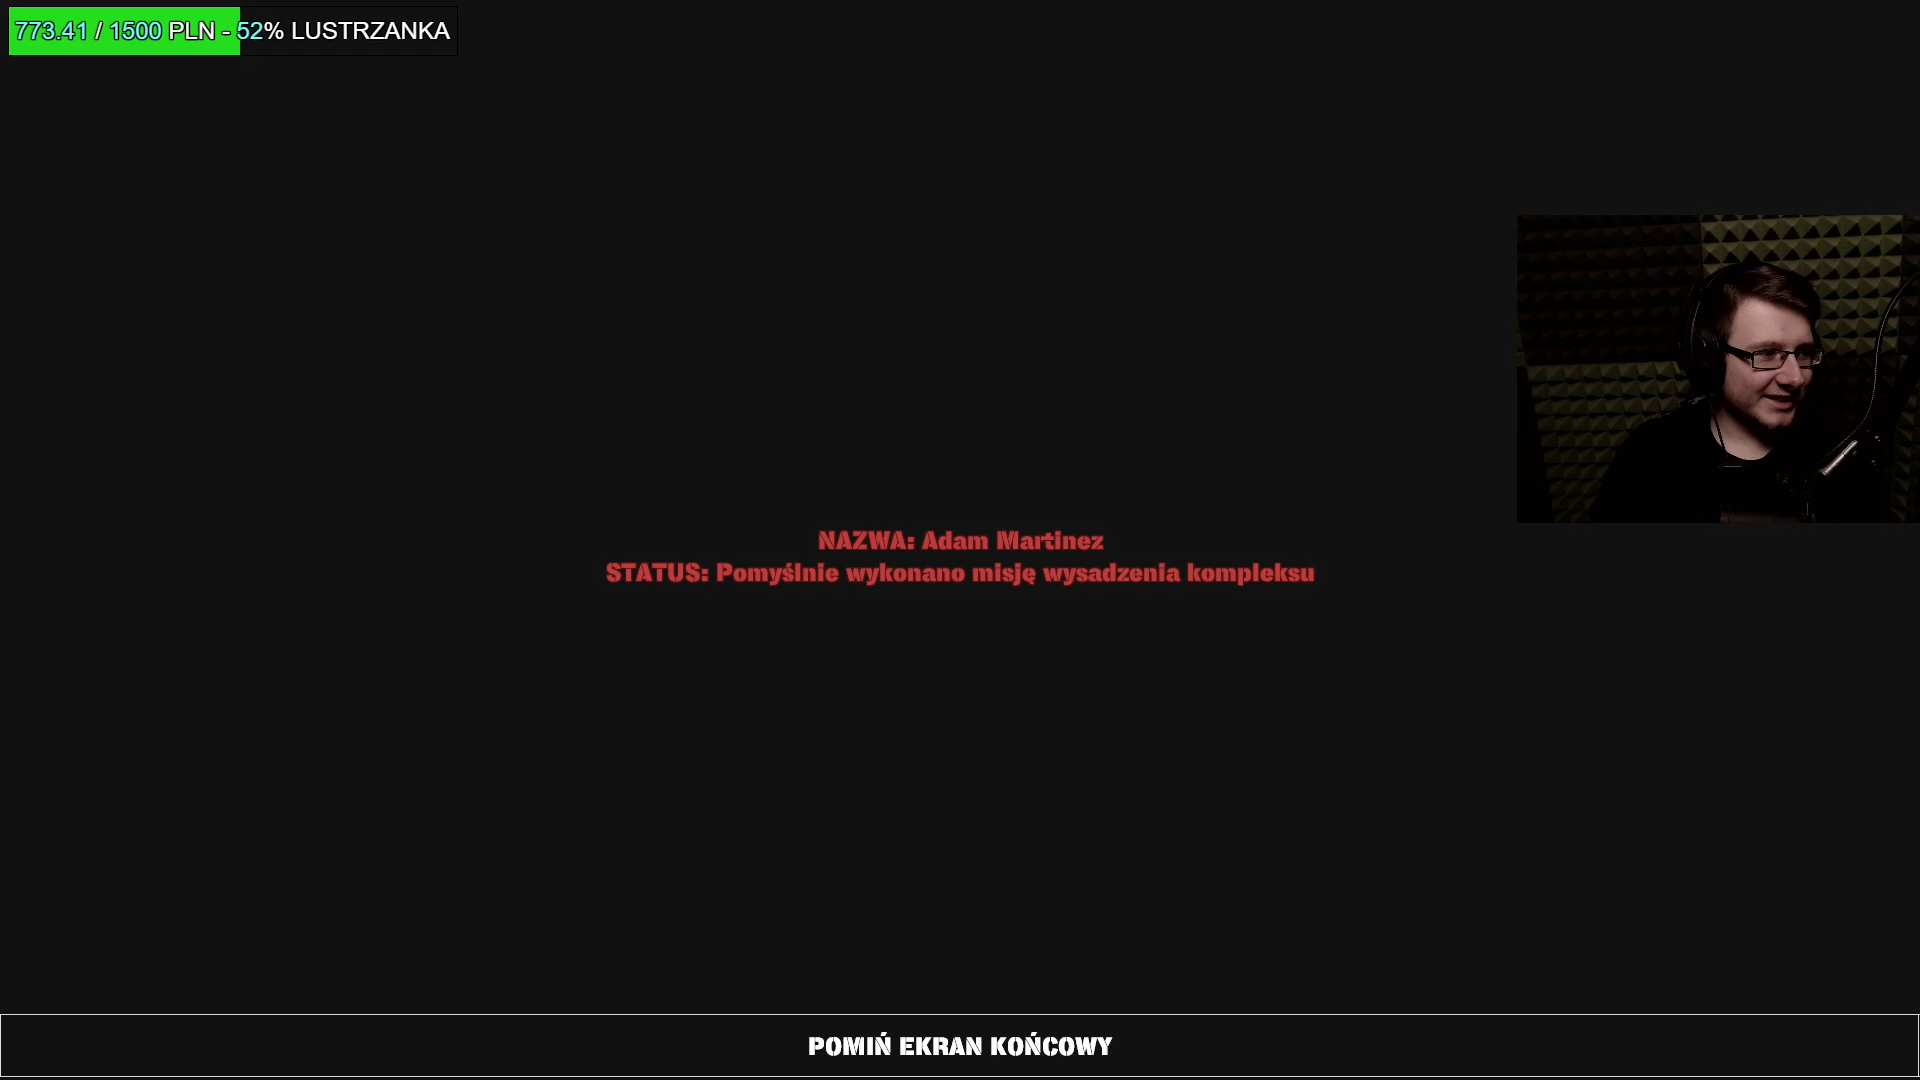 773.41 / 1500 PLN - 52% LUSTRZANKA
NAZWA: Adam Martinez
STATUS: Pomyślnie wykonano misję wysadzenia kompleksu
POMIŃ EKRAN KOŃCOWY